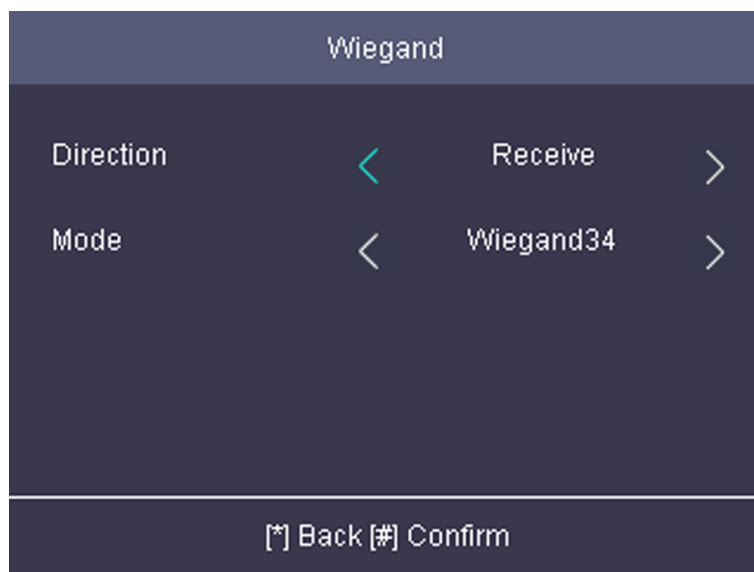 Wiegand
Direction < Receive >
Mode < Wiegand34 >
[*] Back [#] Confirm